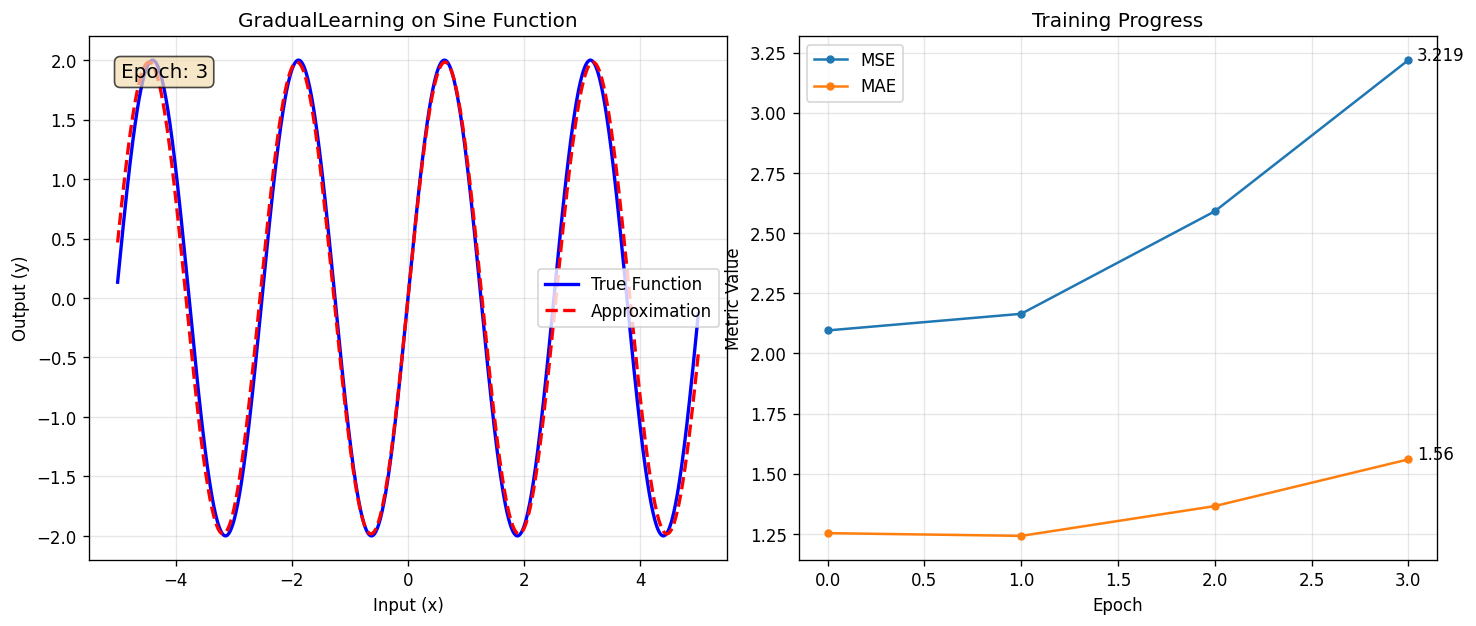 GradualLearning on Sine Function
Epoch: 3
2.0
1.5
1.0
0.5
0.0
−0.5
−1.0
−1.5
−2.0
Output (y)
True Function
Approximation
−4
−2
0
2
4
Input (x)
Training Progress
MSE
MAE
3.219
1.56
3.25
3.00
2.75
2.50
2.25
2.00
1.75
1.50
1.25
Metric Value
0.0
0.5
1.0
1.5
2.0
2.5
3.0
Epoch